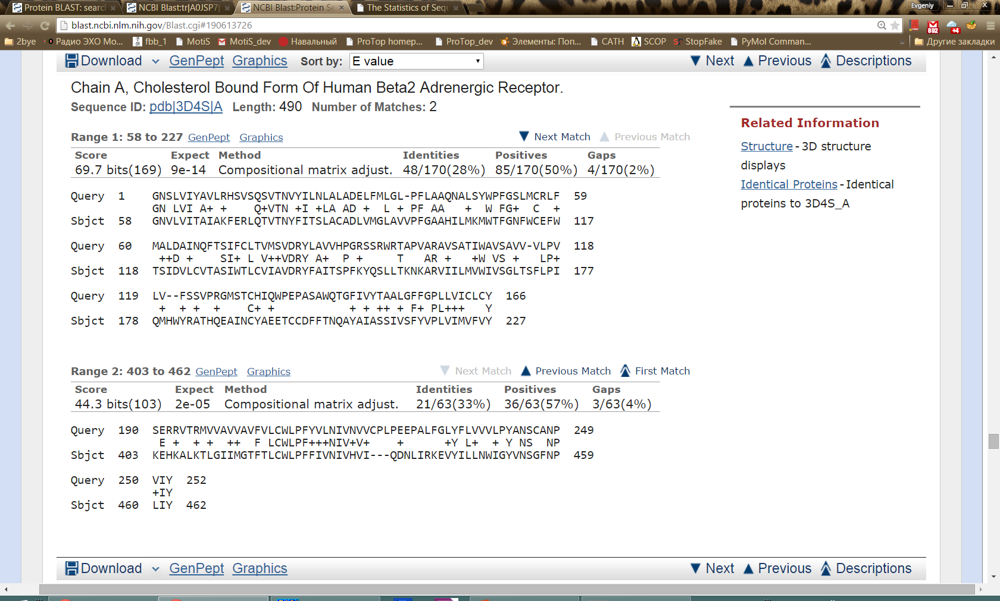 Protein BLAST: search
NCBI Blast:tr|A0JSP7|
NCBI Blast:Protein Se
The Statistics of Sequ
Evgeniy
blast.ncbi.nlm.nih.gov/Blast.cgi#190613726
892
+4
2bye
Радио ЭХО Мо...
fbb_1
MotiS
MotiS_dev
Навальный
ProTop homep...
ProTop_dev
Элементы: Поп...
CATH
SCOP
SF StopFake
PyMol Comman...
»
Другие закладки
Download GenPept Graphics Sort by: E value Next Previous Descriptions
Chain A, Cholesterol Bound Form Of Human Beta2 Adrenergic Receptor.
Sequence ID: pdb|3D4S|A Length: 490 Number of Matches: 2
Related Information
Structure - 3D structure
displays
Identical Proteins - Identical
proteins to 3D4S_A
Range 1: 58 to 227 GenPept Graphics Next Match Previous Match
Score Expect Method Identities Positives Gaps
69.7 bits(169) 9e-14 Compositional matrix adjust. 48/170(28%) 85/170(50%) 4/170(2%)
Query 1 GNSLVIYAVLRHSVSQSVTNVYILNLALADELFMLGL-PFLAAQNALSYWPFGSLMCRLF 59
GN LVI A+ +    Q+VTN +I +LA AD +  L + PF AA   +  W FG+  C  +
Sbjct 58 GNVLVITAIAKFERLQTVTNYFITSLACADLVMGLAVVPFGAAHILMKMWTFGNFWCEFW 117
Query 60 MALDAINQFTSIFCLTVMSVDRYLAVVHPGRSSRWRTAPVARAVSATIWAVSAVV-VLPV 118
++D +    SI+ L V++VDRY A+  P +     T   AR +   +W VS +   LP+
Sbjct 118 TSIDVLCVTASIWTLCVIAVDRYFAITSPFKYQSLLTKNKARVIILMVWIVSGLTSFLPI 177
Query 119 LV--FSSVPRGMSTCHIQWPEPASAWQTGFIVYTAALGFFGPLLVICLCY 166
+  + +  +    C+ +           + + ++ + F+ PL+++   Y
Sbjct 178 QMHWYRATHQEAINCYAEETCCDFFTNQAYAIASSIVSFYVPLVIMVFVY 227
Range 2: 403 to 462 GenPept Graphics Next Match Previous Match First Match
Score Expect Method Identities Positives Gaps
44.3 bits(103) 2e-05 Compositional matrix adjust. 21/63(33%) 36/63(57%) 3/63(4%)
Query 190 SERRVTRMVVAVVAVFVLCWLPFYVLNIVNVVCPLPEEPALFGLYFLVVVLPYANSCANP 249
E +  + +  ++  F LCWLPF+++NIV+V+    +      +Y L+  + Y NS  NP
Sbjct 403 KEHKALKTLGIIMGTFTLCWLPFFIVNIVHVI---QDNLIRKEVYILLNWIGYVNSGFNP 459
Query 250 VIY 252
+IY
Sbjct 460 LIY 462
Download GenPept Graphics Next Previous Descriptions